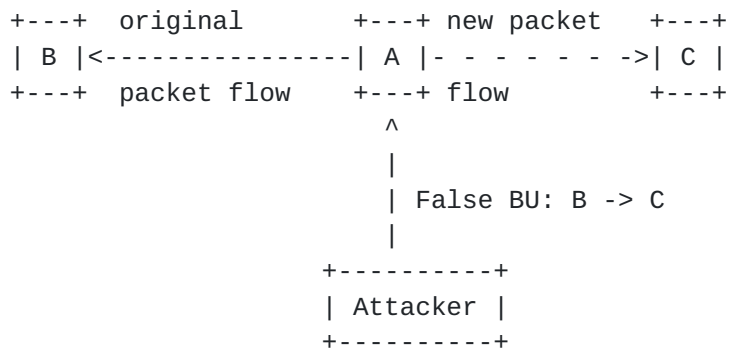 +---+  original        +---+ new packet   +---+
| B |<----------------| A |- - - - - - ->| C |
+---+  packet flow    +---+ flow         +---+
                        ^
                        |
                        | False BU: B -> C
                        |
                    +----------+
                    | Attacker |
                    +----------+